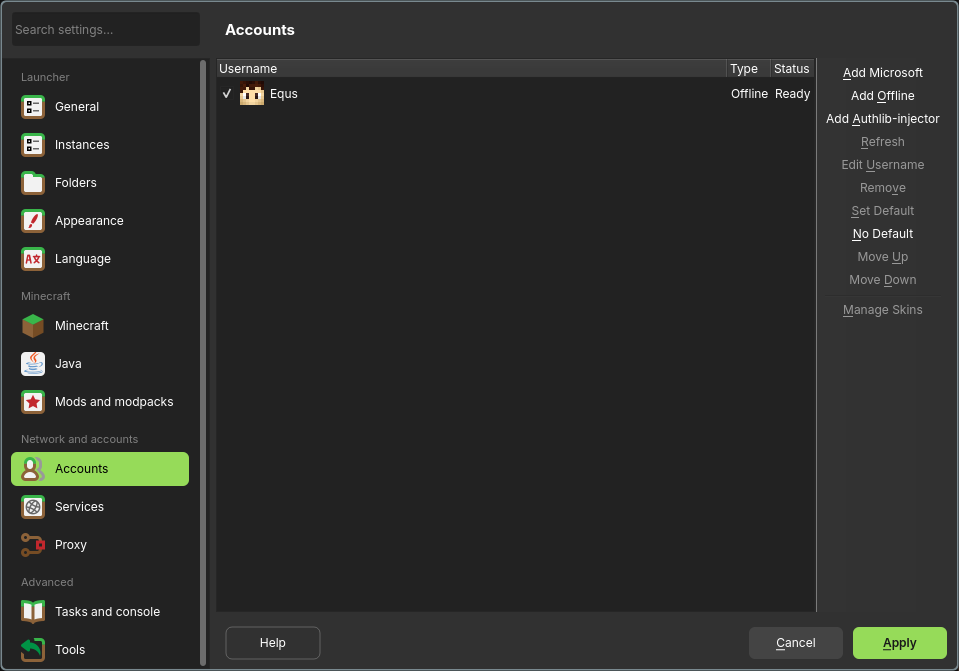 Search settings...
Launcher
General
Instances
Folders
Appearance
Language
Minecraft
Minecraft
Java
Mods and modpacks
Network and accounts
Accounts
Services
Proxy
Advanced
Tasks and console
Tools
Accounts
Username Type Status
Equs Offline Ready
Add Microsoft
Add Offline
Add Authlib-injector
Refresh
Edit Username
Remove
Set Default
No Default
Move Up
Move Down
Manage Skins
Help
Cancel
Apply